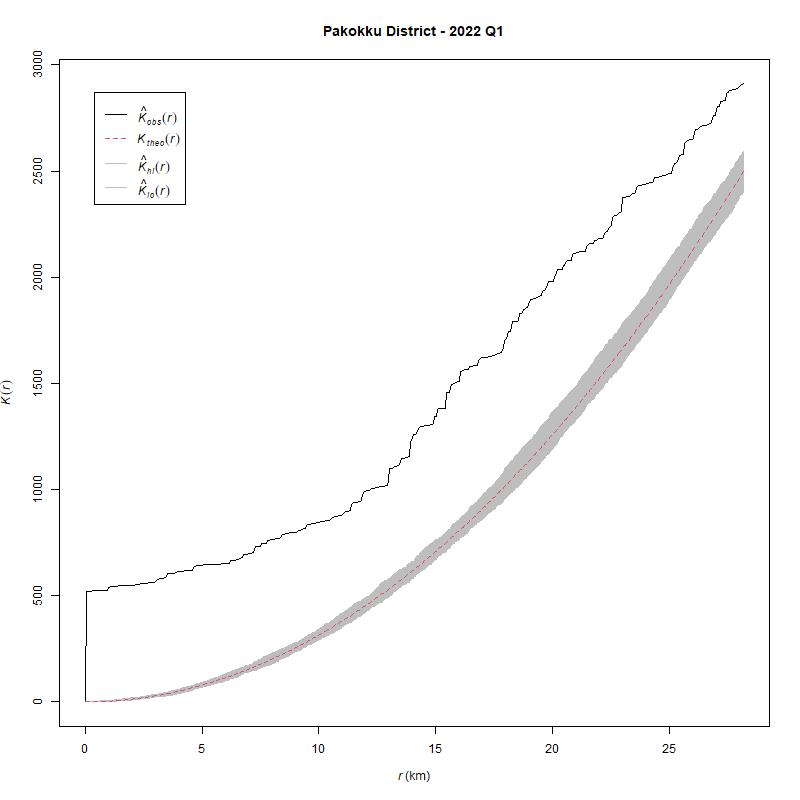 Pakokku District - 2022 Q1
K̂obs(r)
Ktheo(r)
K̂hi(r)
K̂lo(r)
3000
2500
2000
1500
1000
500
0
K(r)
0 5 10 15 20 25
r (km)